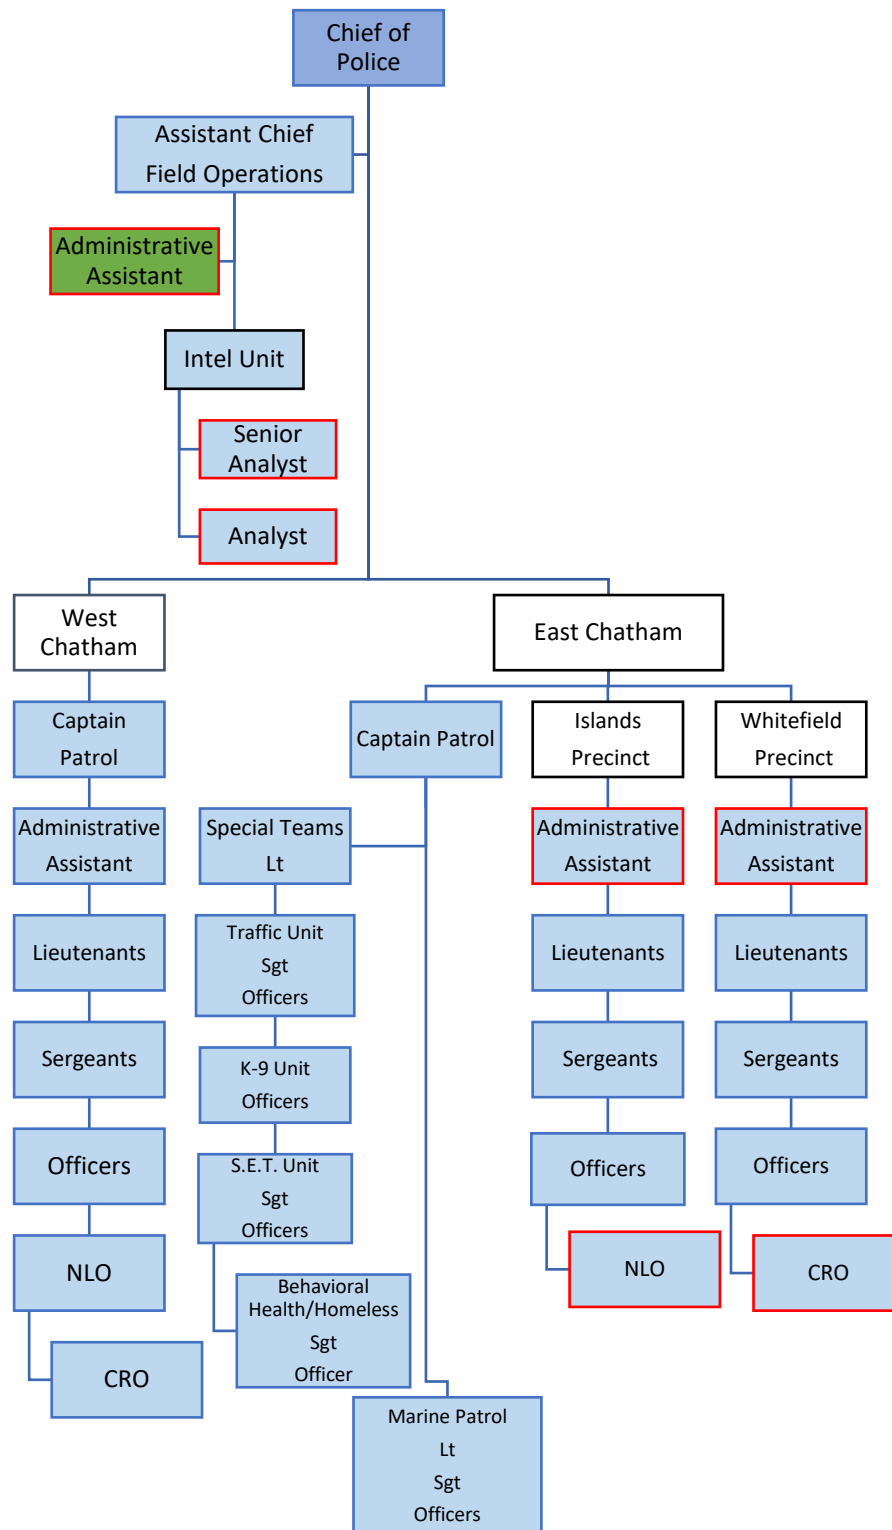 Chief of
Police
Assistant Chief
Field Operations
Administrative
Assistant
Intel Unit
Senior
Analyst
Analyst
West
Chatham
East Chatham
Captain
Patrol
Captain Patrol
Islands
Precinct
Whitefield
Precinct
Administrative
Assistant
Special Teams
Lt
Administrative
Assistant
Administrative
Assistant
Lieutenants
Traffic Unit
Sgt
Officers
Lieutenants
Lieutenants
Sergeants
K-9 Unit
Officers
Sergeants
Sergeants
Officers
S.E.T. Unit
Sgt
Officers
Officers
Officers
NLO
Behavioral
Health/Homeless
Sgt
Officer
NLO
CRO
CRO
Marine Patrol
Lt
Sgt
Officers